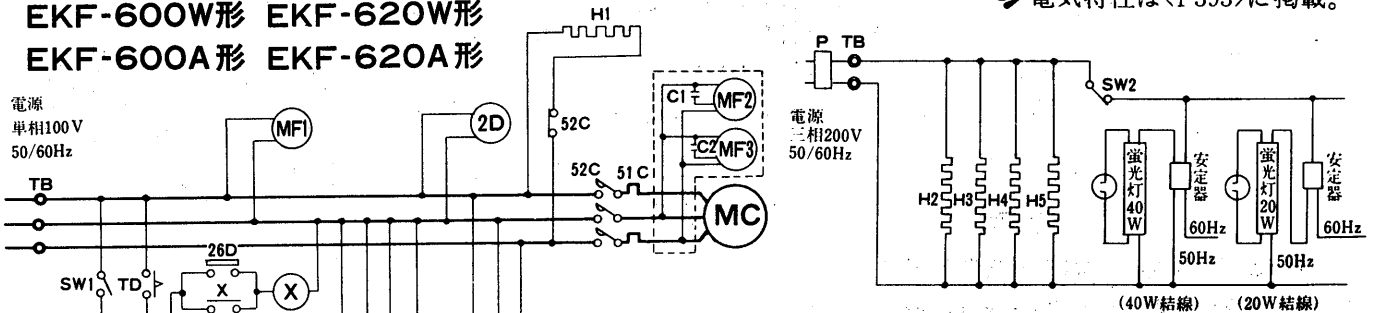 EKF-600W形 EKF-620W形
EKF-600A形 EKF-620A形
電気特性は〈P393〉に掲載。
電源
単相100V
50/60Hz
TB
MF1
2D
H1
52C
52C
51C
C1
MF2
C2
MF3
MC
SW1
TD
26D
X
X
P
TB
電源
三相200V
50/60Hz
SW2
H2
H3
H4
H5
蛍光灯40W
安定器
60Hz
50Hz
(40W結線)
蛍光灯20W
安定器
60Hz
50Hz
(20W結線)